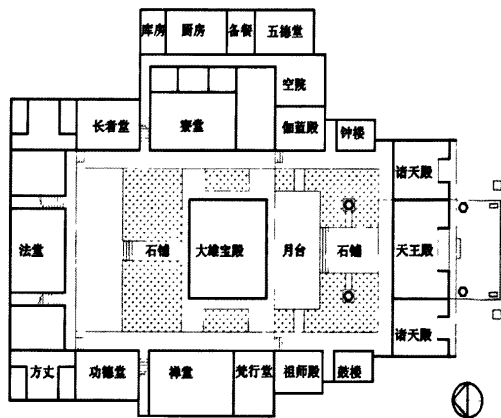 库房 厨房 备餐 五德堂
空院
长者堂 寮堂 伽蓝殿 钟楼
诸天殿
法堂 石铺 大雄宝殿 月台 石铺 天王殿
诸天殿
方丈 功德堂 禅堂 梵行堂 祖师殿 鼓楼